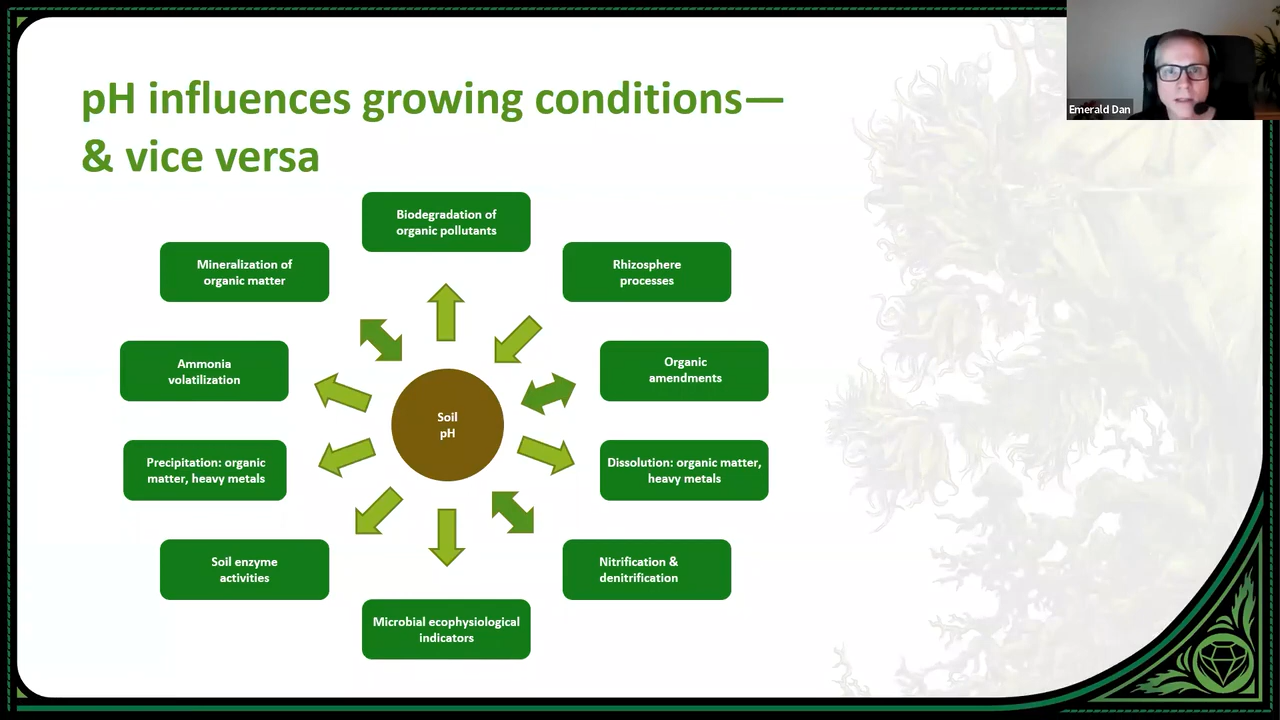 pH influences growing conditions—
& vice versa
Emerald Dan
Biodegradation of
organic pollutants
Mineralization of
organic matter
Rhizosphere
processes
Ammonia
volatilization
Organic
amendments
Soil
pH
Precipitation: organic
matter, heavy metals
Dissolution: organic matter,
heavy metals
Soil enzyme
activities
Nitrification &
denitrification
Microbial ecophysiological
indicators